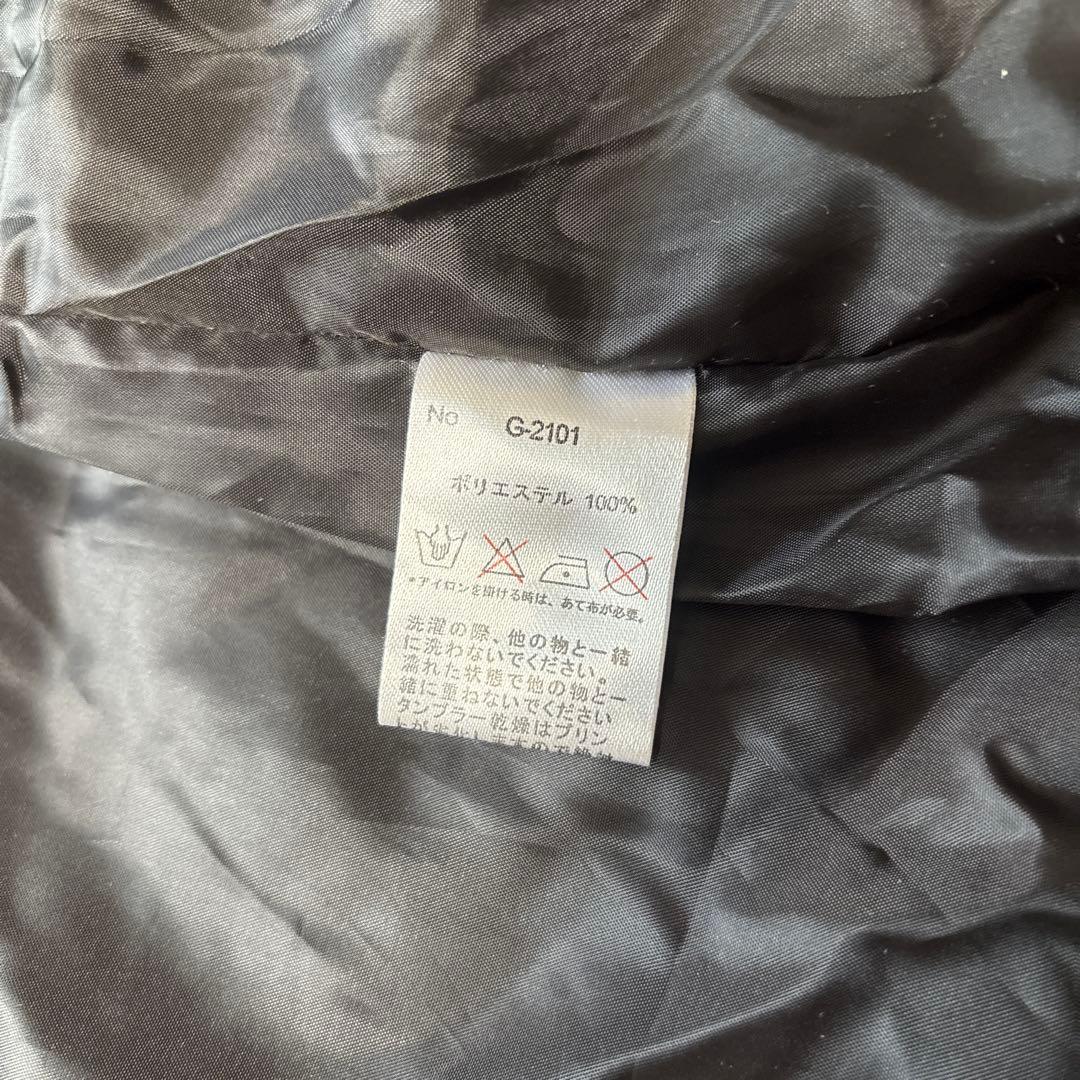 No G-2101
ポリエステル 100%
*アイロンを掛ける時は、あて布が必要。
洗濯の際、他の物と一緒
に洗わないでください。
濡れた状態で他の物と一
緒に重ねないでください
タンブラー乾燥はプリン